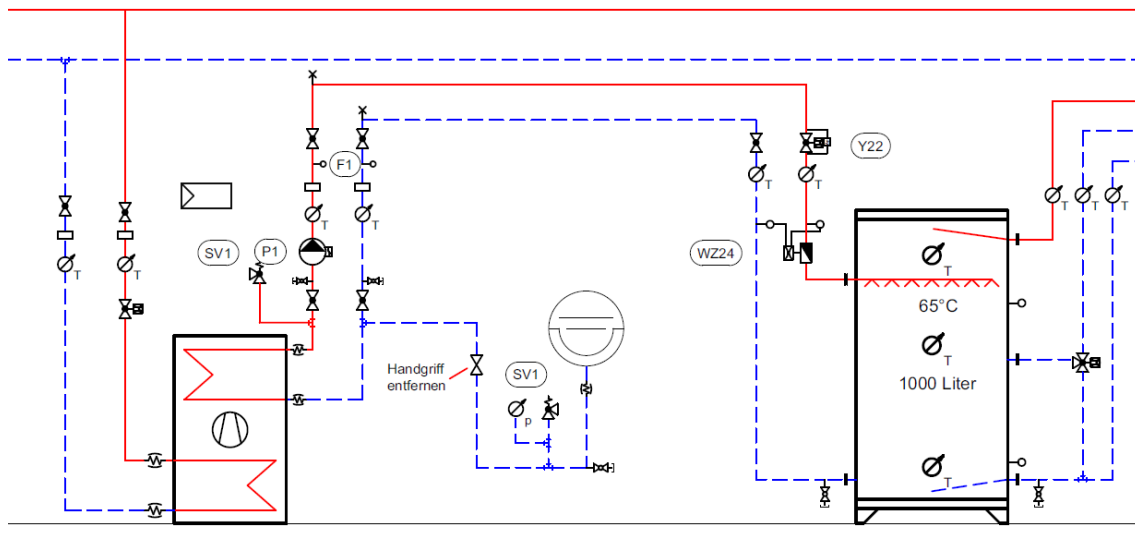 F1
Y22
T
T
T
T
T
T
T
T
SV1
P1
WZ24
T
T
T
65°C
Handgriff
entfernen
SV1
T
1000 Liter
p
T